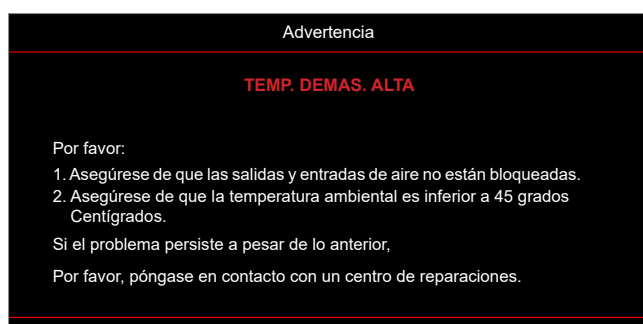 Advertencia
TEMP. DEMAS. ALTA
Por favor:
1. Asegúrese de que las salidas y entradas de aire no están bloqueadas.
2. Asegúrese de que la temperatura ambiental es inferior a 45 grados
Centígrados.
Si el problema persiste a pesar de lo anterior,
Por favor, póngase en contacto con un centro de reparaciones.